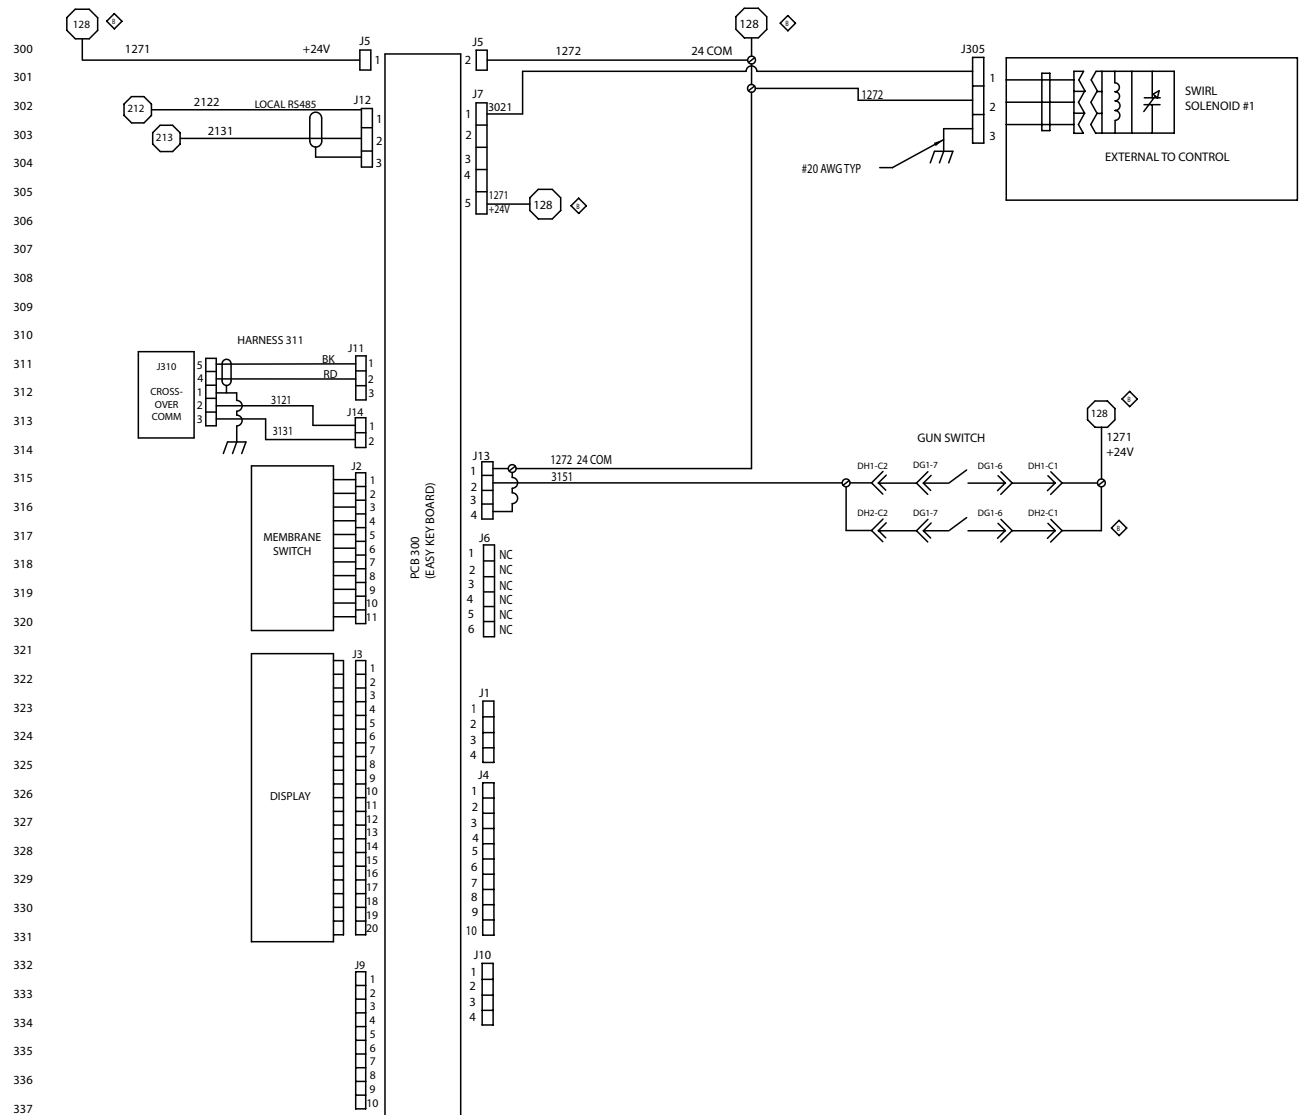 128
8
128
8
300
1271
+24V
J5
1
J5
2
1272
24 COM
J305
301
1
302
212
2122
LOCAL RS485
J12
1
J7
1
3021
1272
2
SWIRL
SOLENOID #1
303
213
2131
2
2
3
304
3
3
4
#20 AWG TYP
EXTERNAL TO CONTROL
305
5
1271
+24V
128
8
306
307
308
309
310
HARNESS 311
311
J310
CROSS-
OVER
COMM
5
4
1
2
3
BK
RD
J11
1
2
3
312
3121
313
3131
J14
1
2
128
8
1271
+24V
314
GUN SWITCH
J13
1
2
3
4
1272 24 COM
3151
315
DH1-C2
DG1-7
DG1-6
DH1-C1
316
DH2-C2
DG1-7
DG1-6
DH2-C1
8
317
MEMBRANE
SWITCH
J2
1
2
3
4
5
6
7
8
9
10
11
PCB 300
(EASY KEY BOARD)
J6
1 NC
2 NC
3 NC
4 NC
5 NC
6 NC
318
319
320
321
322
DISPLAY
J3
1
2
3
4
5
6
7
8
9
10
11
12
13
14
15
16
17
18
19
20
323
J1
1
2
3
4
324
325
326
J4
1
2
3
4
5
6
7
8
9
10
327
328
329
330
331
332
J9
1
2
3
4
5
6
7
8
9
10
J10
1
2
3
4
333
334
335
336
337